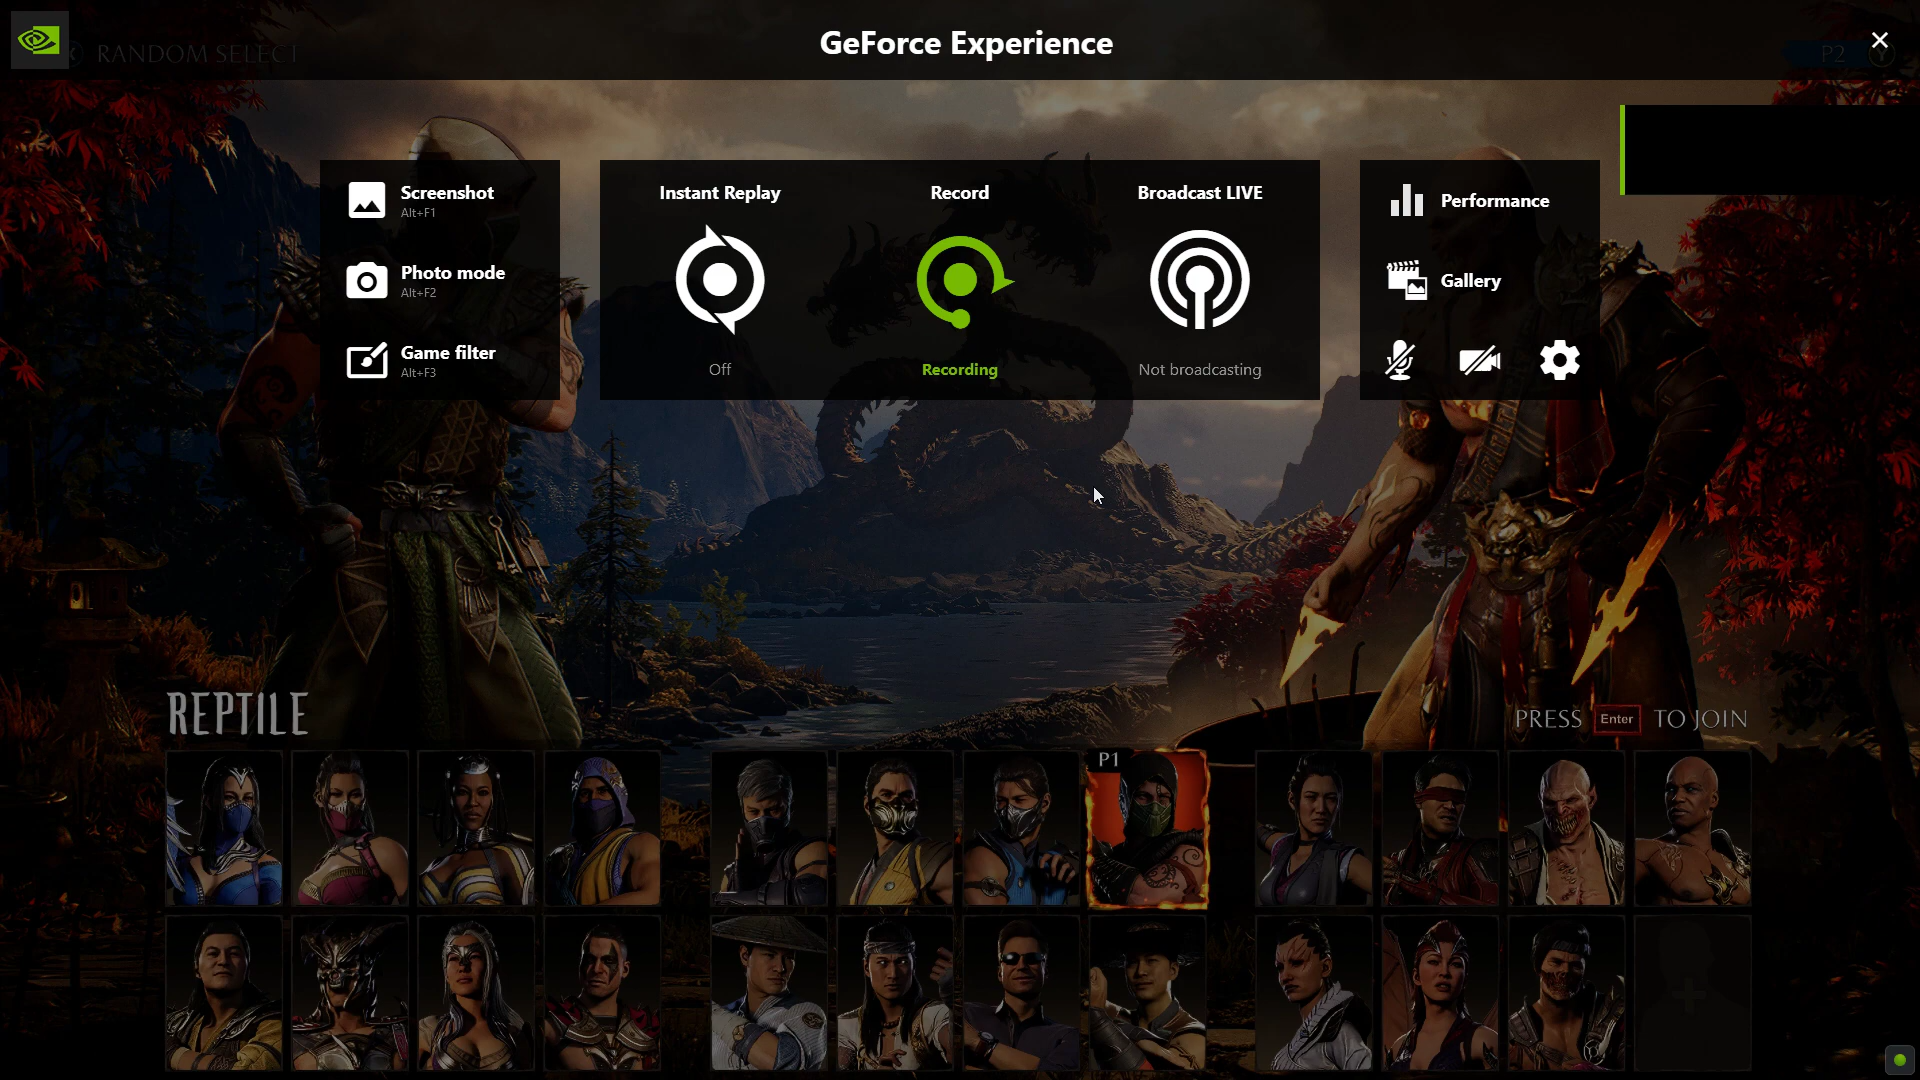 RANDOM SELECT
GeForce Experience
P2 Y
Screenshot
Alt+F1
Photo mode
Alt+F2
Game filter
Alt+F3
Instant Replay
Off
Record
Recording
Broadcast LIVE
Not broadcasting
Performance
Gallery
REPTILE
PRESS Enter TO JOIN
P1